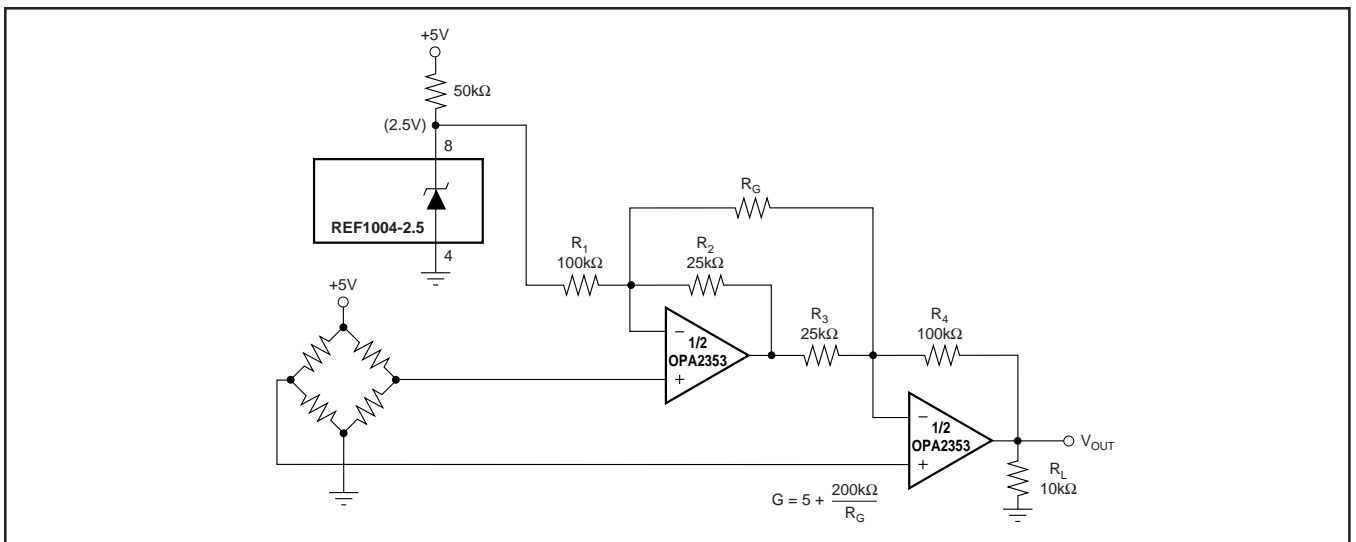 +5V
50kΩ
(2.5V)
8
REF1004-2.5
4
R_G
R_1
100kΩ
R_2
25kΩ
+5V
R_3
25kΩ
R_4
100kΩ
−
1/2
OPA2353
+
−
1/2
OPA2353
+
V_OUT
R_L
10kΩ
G = 5 + 200kΩ / R_G